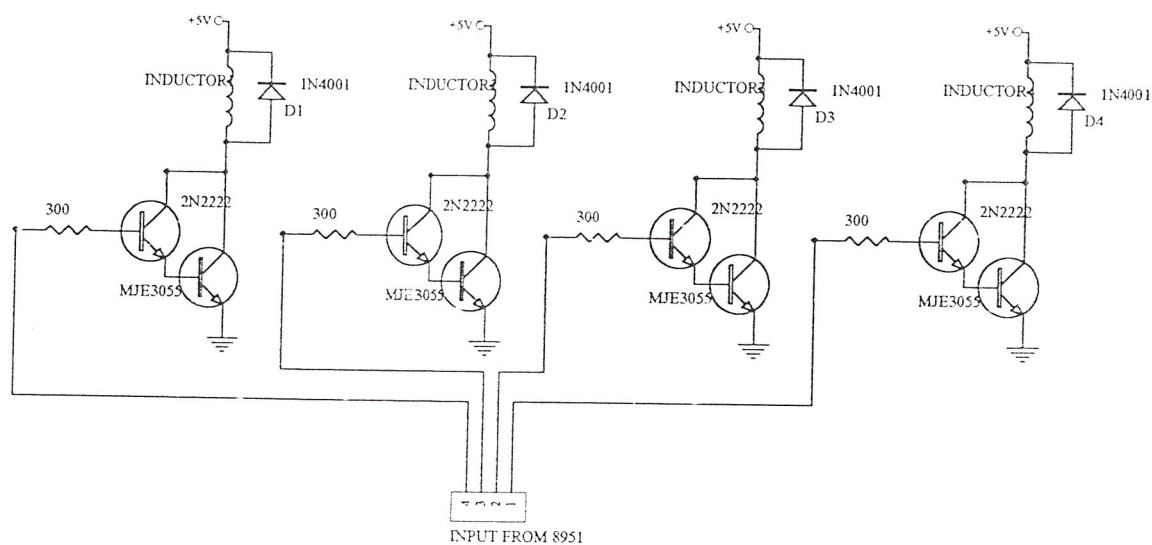 +5V
INDUCTOR
1N4001
D1
2N2222
300
MJE3055
+5V
INDUCTOR
1N4001
D2
2N2222
300
MJE3055
+5V
INDUCTOR
1N4001
D3
2N2222
300
MJE3055
+5V
INDUCTOR
1N4001
D4
2N2222
300
MJE3055
4 3 2 1
INPUT FROM 8951